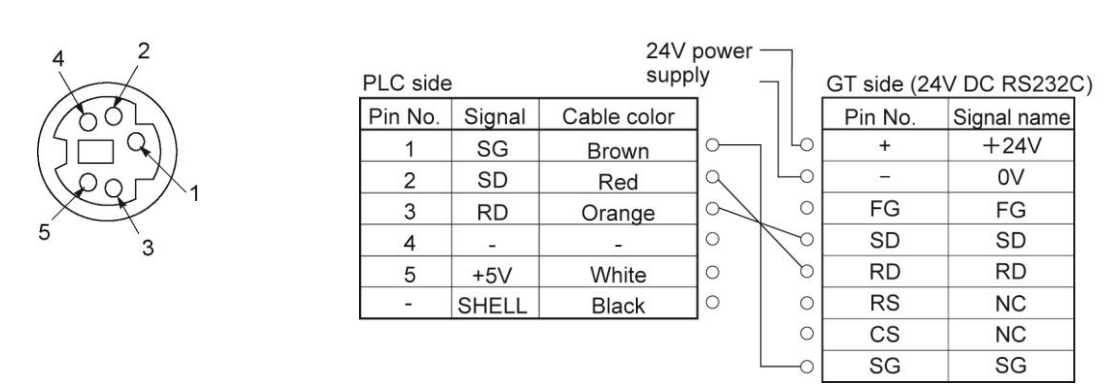 4
2
1
5
3
24V power
supply
PLC side
Pin No. Signal Cable color
1 SG Brown
2 SD Red
3 RD Orange
4 - -
5 +5V White
- SHELL Black
GT side (24V DC RS232C)
Pin No. Signal name
+ +24V
− 0V
FG FG
SD SD
RD RD
RS NC
CS NC
SG SG